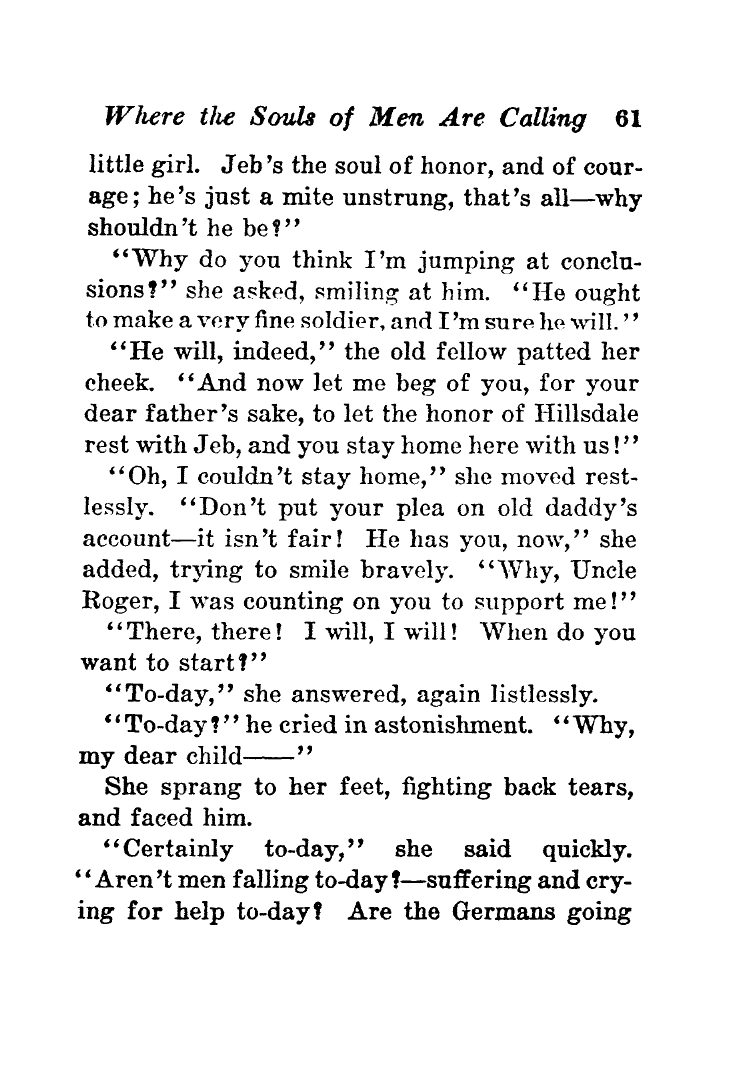 Where the Souls of Men Are Calling 61
little girl. Jeb's the soul of honor, and of cour-
age; he's just a mite unstrung, that's all—why
shouldn't he be?"
"Why do you think I'm jumping at conclu-
sions?" she asked, smiling at him. "He ought
to make a very fine soldier, and I'm sure he will."
"He will, indeed," the old fellow patted her
cheek. "And now let me beg of you, for your
dear father's sake, to let the honor of Hillsdale
rest with Jeb, and you stay home here with us!"
"Oh, I couldn't stay home," she moved rest-
lessly. "Don't put your plea on old daddy's
account—it isn't fair! He has you, now," she
added, trying to smile bravely. "Why, Uncle
Roger, I was counting on you to support me!"
"There, there! I will, I will! When do you
want to start?"
"To-day," she answered, again listlessly.
"To-day?" he cried in astonishment. "Why,
my dear child——"
She sprang to her feet, fighting back tears,
and faced him.
"Certainly to-day," she said quickly.
"Aren't men falling to-day?—suffering and cry-
ing for help to-day? Are the Germans going